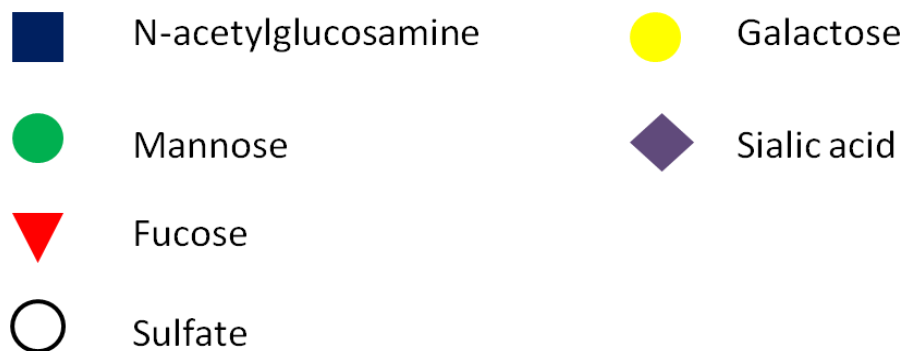 N-acetylglucosamine
Galactose
Mannose
Sialic acid
Fucose
Sulfate